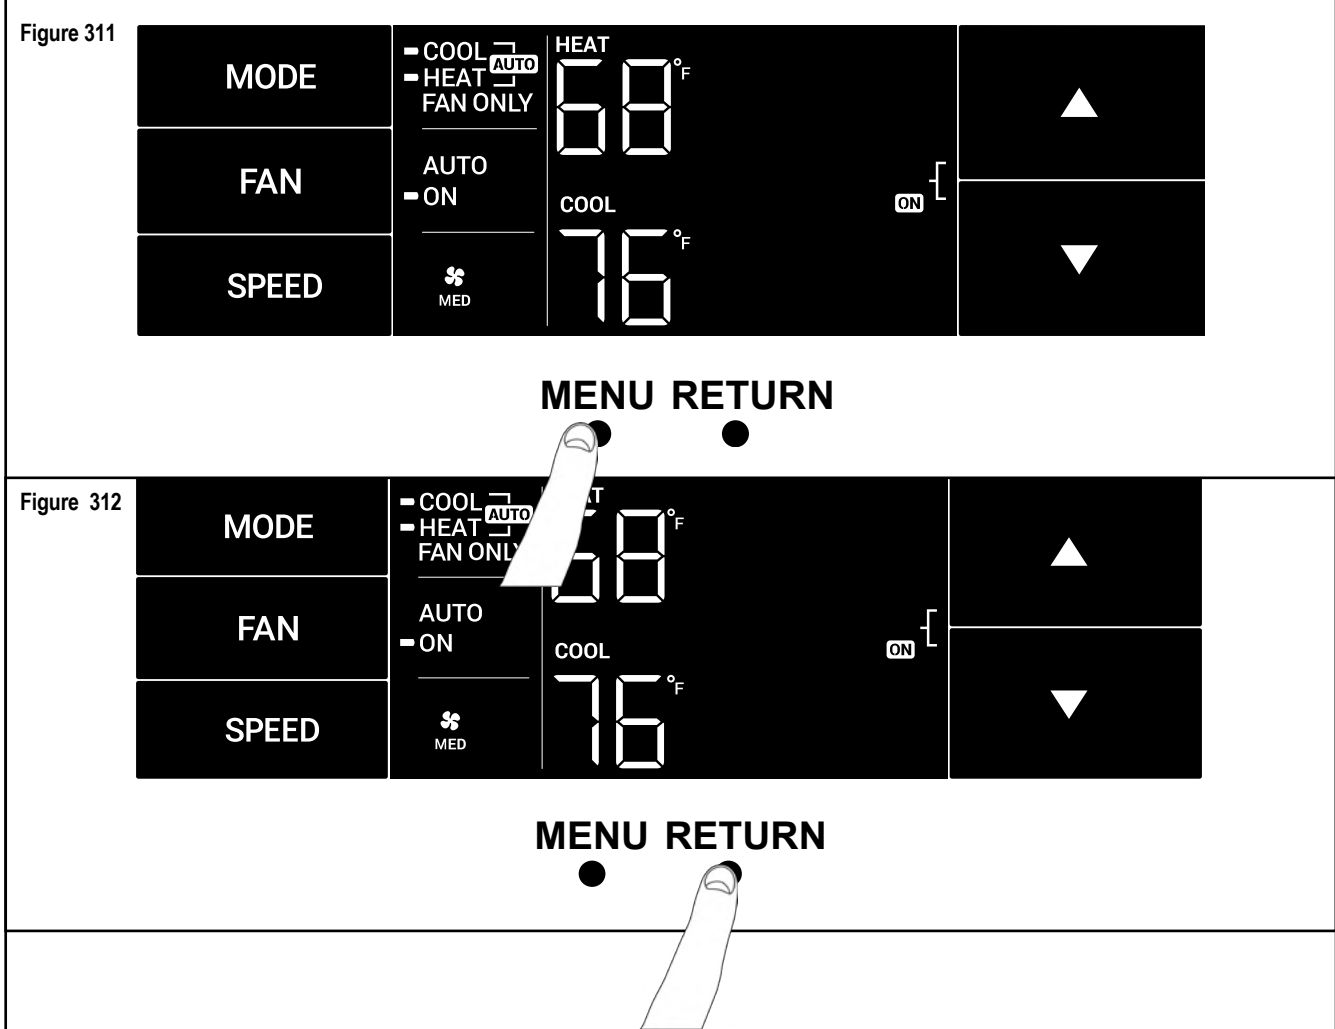 Figure 311
MODE
FAN
SPEED
COOL
AUTO
HEAT
FAN ONLY
AUTO
ON
MED
HEAT
68°F
COOL
76°F
ON
MENU RETURN
Figure 312
MODE
FAN
SPEED
COOL
AUTO
HEAT
FAN ONLY
AUTO
ON
MED
68°F
COOL
76°F
ON
MENU RETURN